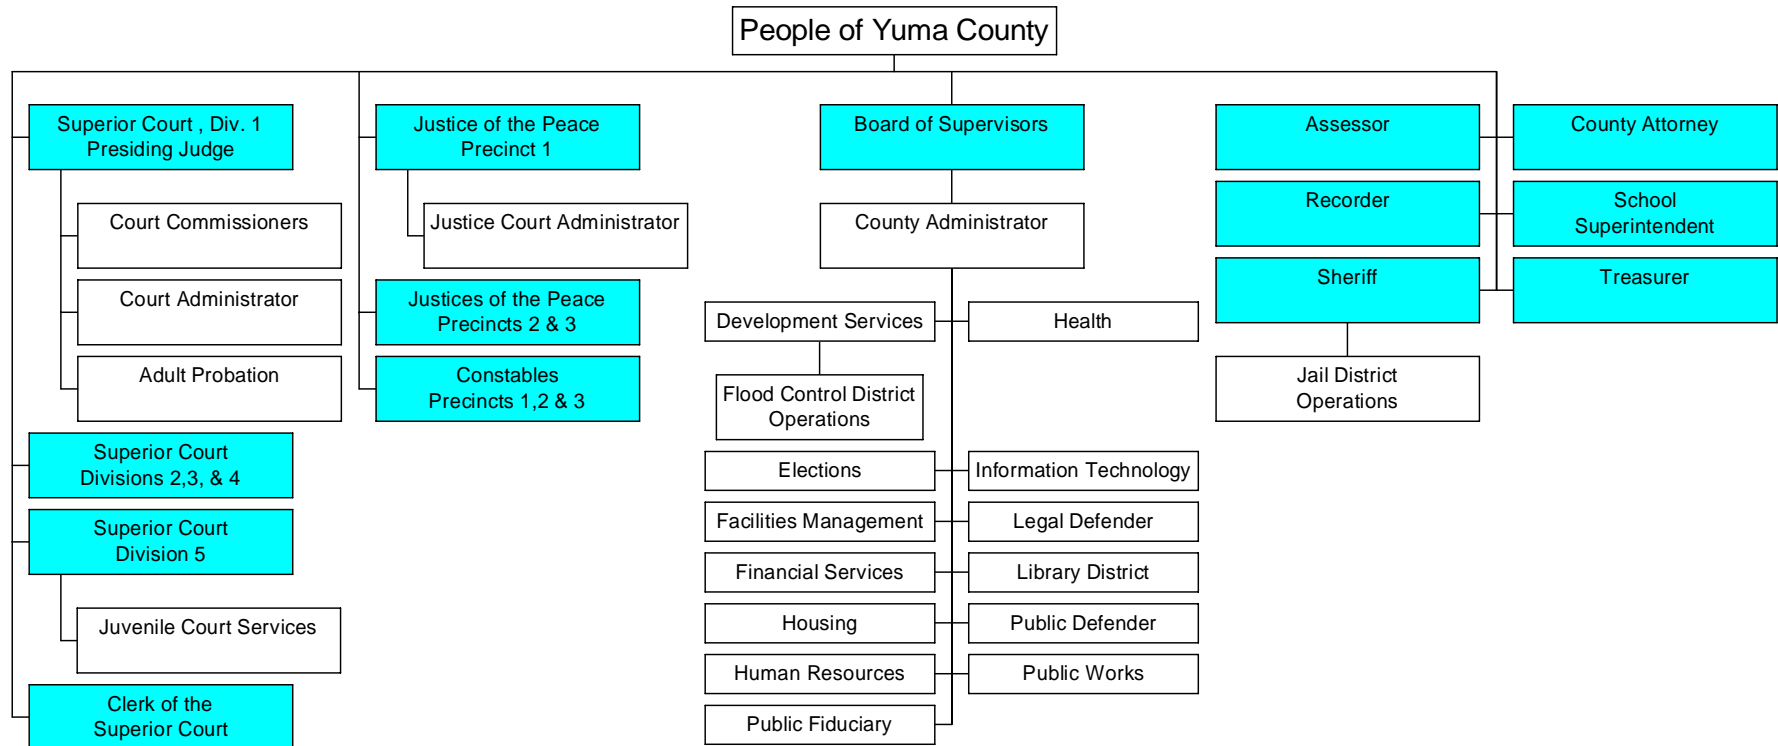 People of Yuma County
Superior Court , Div. 1
Presiding Judge
Court Commissioners
Court Administrator
Adult Probation
Superior Court
Divisions 2,3, & 4
Superior Court
Division 5
Juvenile Court Services
Clerk of the
Superior Court
Justice of the Peace
Precinct 1
Justice Court Administrator
Justices of the Peace
Precincts 2 & 3
Constables
Precincts 1,2 & 3
Board of Supervisors
County Administrator
Development Services
Health
Flood Control District
Operations
Elections
Information Technology
Facilities Management
Legal Defender
Financial Services
Library District
Housing
Public Defender
Human Resources
Public Works
Public Fiduciary
Assessor
County Attorney
Recorder
School
Superintendent
Sheriff
Treasurer
Jail District
Operations